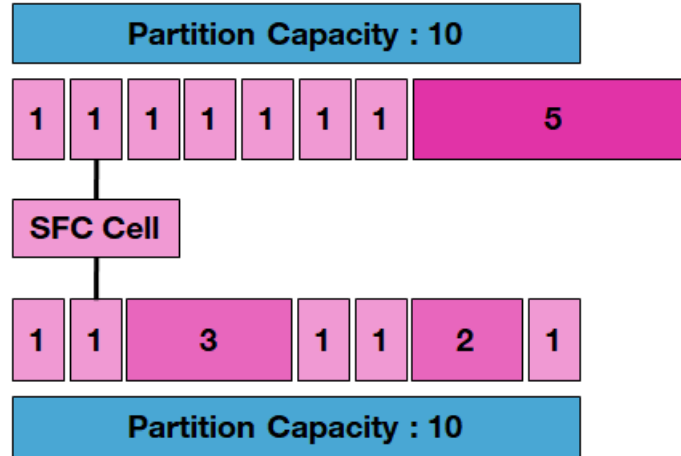 Partition Capacity : 10
1 1 1 1 1 1 1 5
SFC Cell
1 1 3 1 1 2 1
Partition Capacity : 10